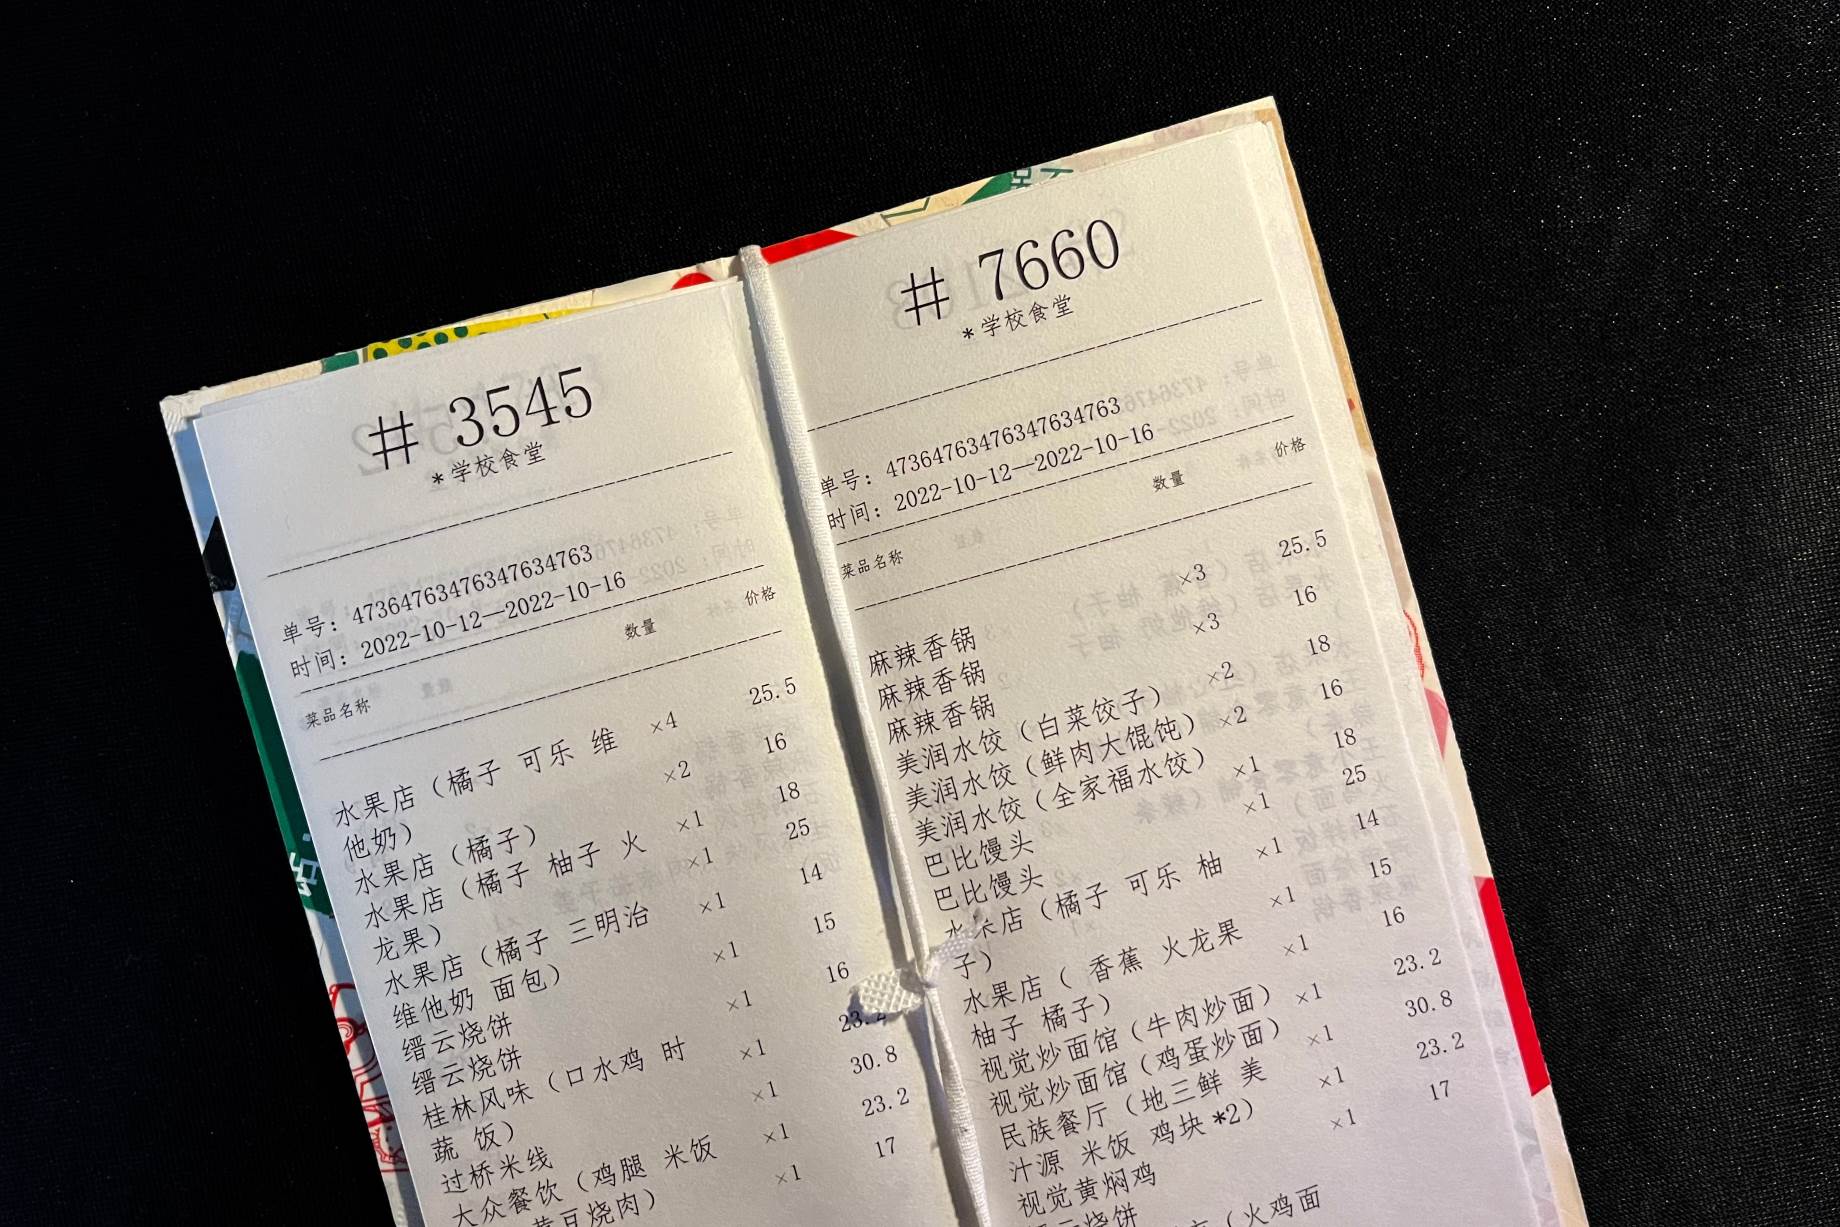 # 3545
*学校食堂
单号：47364763476347634763
时间：2022-10-12—2022-10-16
菜品名称 数量 价格
水果店（橘子 可乐 维 ×4 25.5
他奶）
水果店（橘子） ×2 16
水果店（橘子 柚子 火 ×1 18
龙果） ×1 25
水果店（橘子 三明治 ×1 14
维他奶 面包）
缙云烧饼 ×1 15
缙云烧饼 ×1 16
桂林风味（口水鸡 时 ×1 23.2
蔬 饭）
过桥米线 ×1 30.8
大众餐饮（鸡腿 米饭 ×1 23.2
黄豆烧肉） ×1 17
# 7660
*学校食堂
单号：47364763476347634763
时间：2022-10-12—2022-10-16
菜品名称 数量 价格
麻辣香锅 ×3 25.5
麻辣香锅 ×3 16
麻辣香锅 ×2 18
美润水饺（白菜饺子） ×2 16
美润水饺（鲜肉大馄饨） ×1 18
美润水饺（全家福水饺） ×1 25
巴比馒头 ×1 14
巴比馒头 ×1 15
水果店（橘子 可乐 柚 ×1 16
子）
水果店（ 香蕉 火龙果 ×1 23.2
柚子 橘子）
视觉炒面馆（牛肉炒面） ×1 30.8
视觉炒面馆（鸡蛋炒面） ×1 23.2
民族餐厅（地三鲜 美 ×1 17
汁源 米饭 鸡块*2）
视觉黄焖鸡
云烧饼
（火鸡面